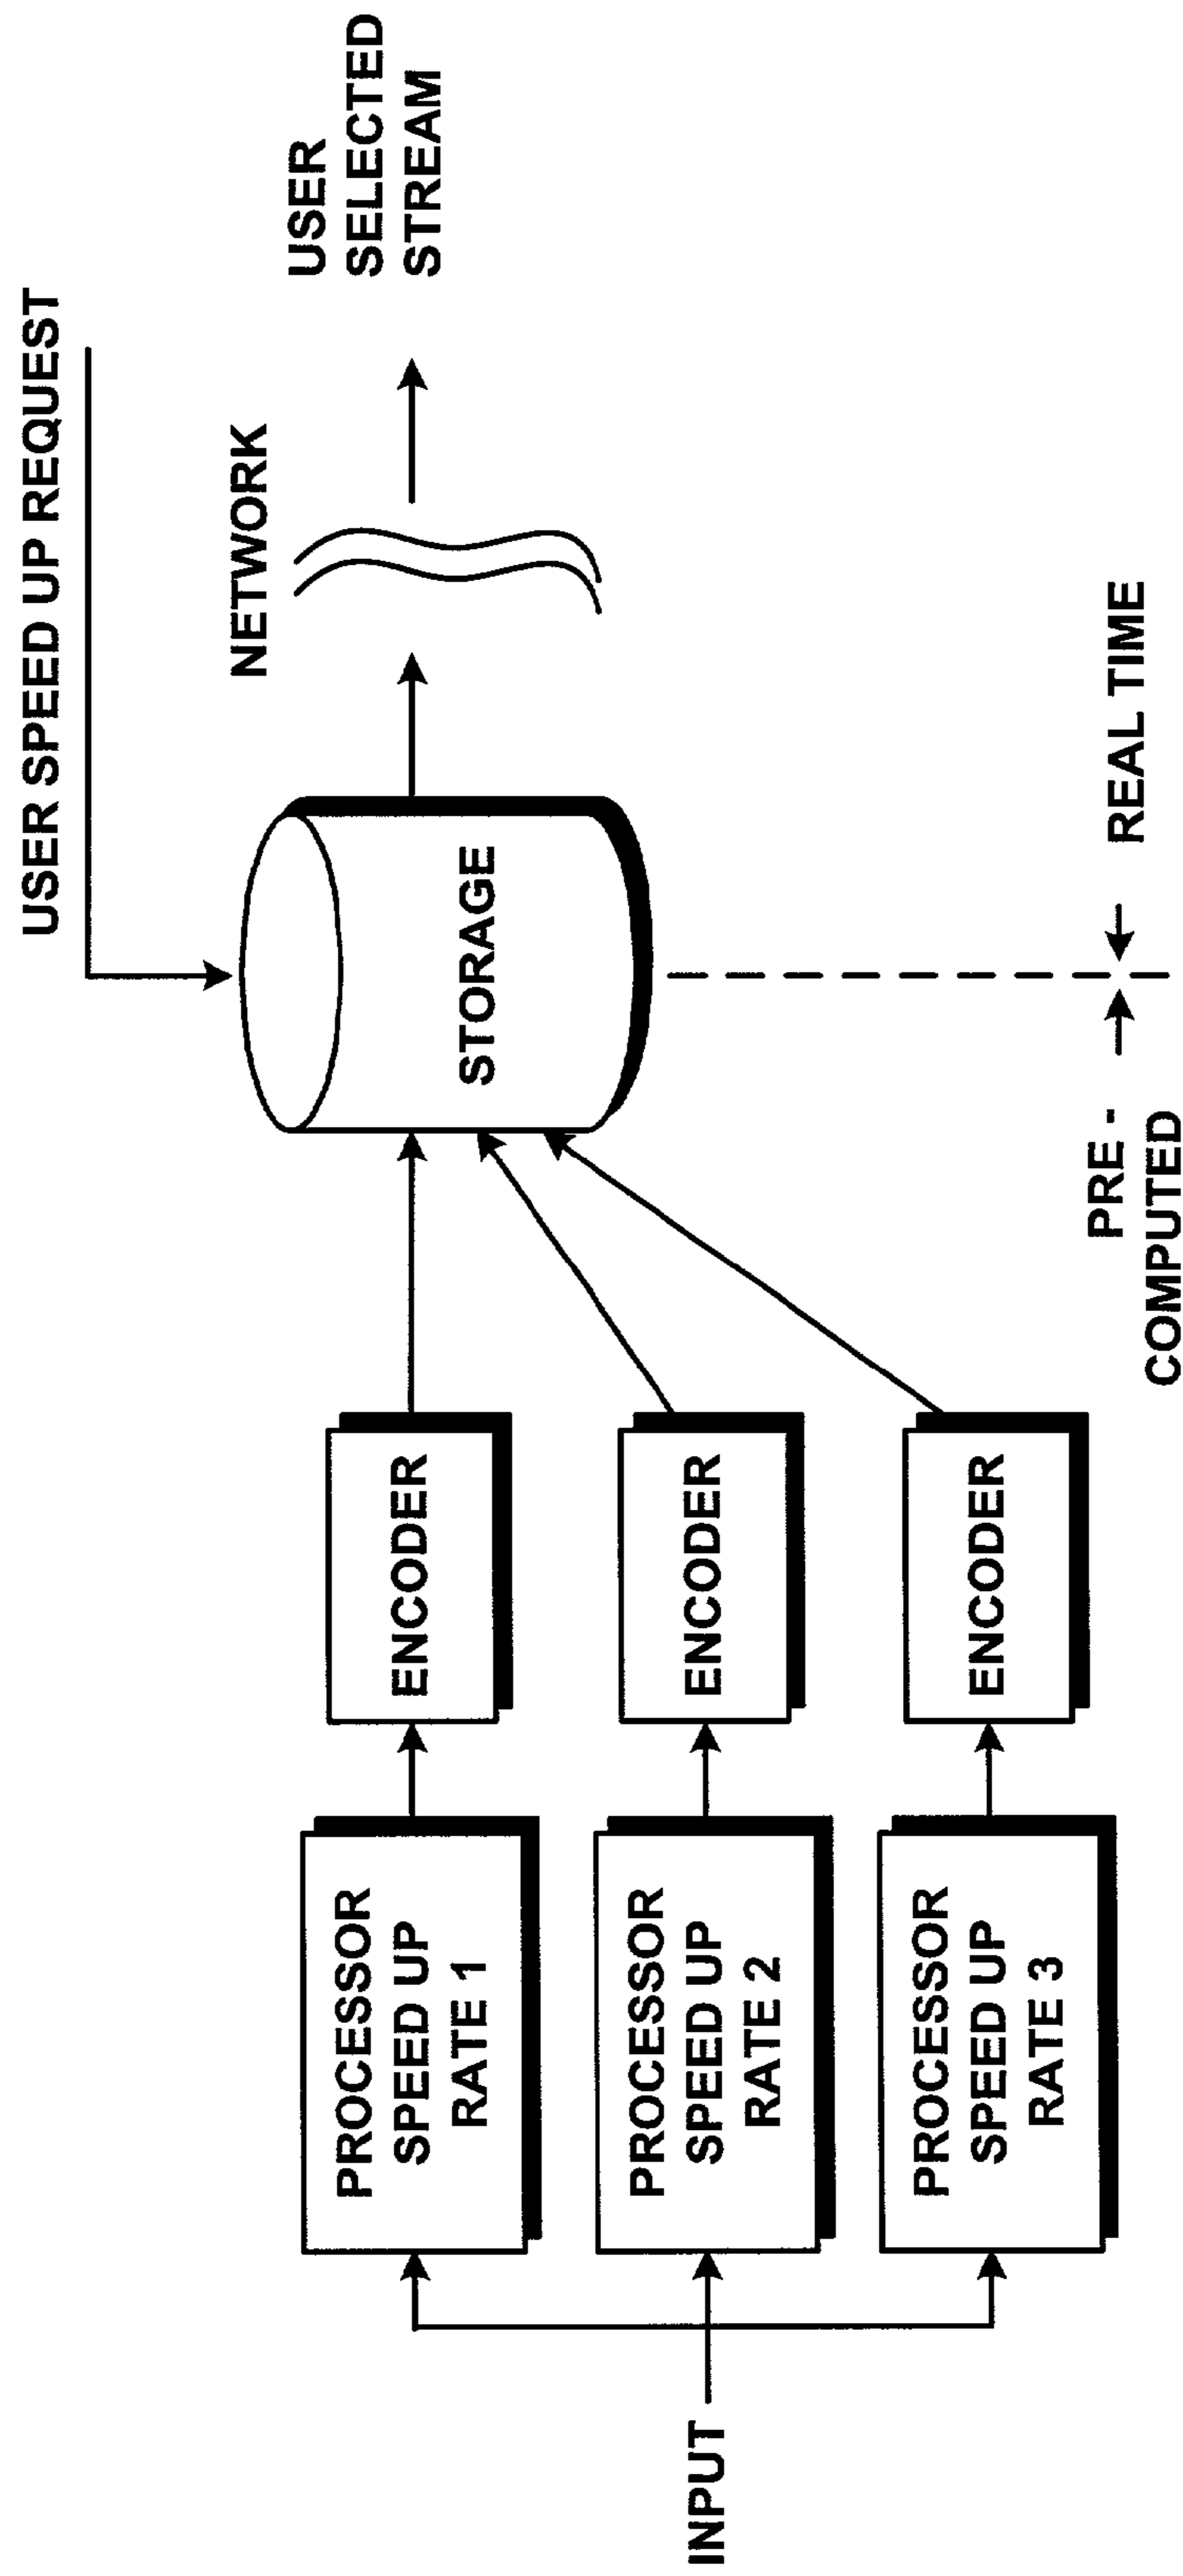 USER SPEED UP REQUEST
NETWORK
USER
SELECTED
STREAM
STORAGE
ENCODER
ENCODER
ENCODER
PROCESSOR
SPEED UP
RATE 1
PROCESSOR
SPEED UP
RATE 2
PROCESSOR
SPEED UP
RATE 3
INPUT
PRE -
COMPUTED
REAL TIME